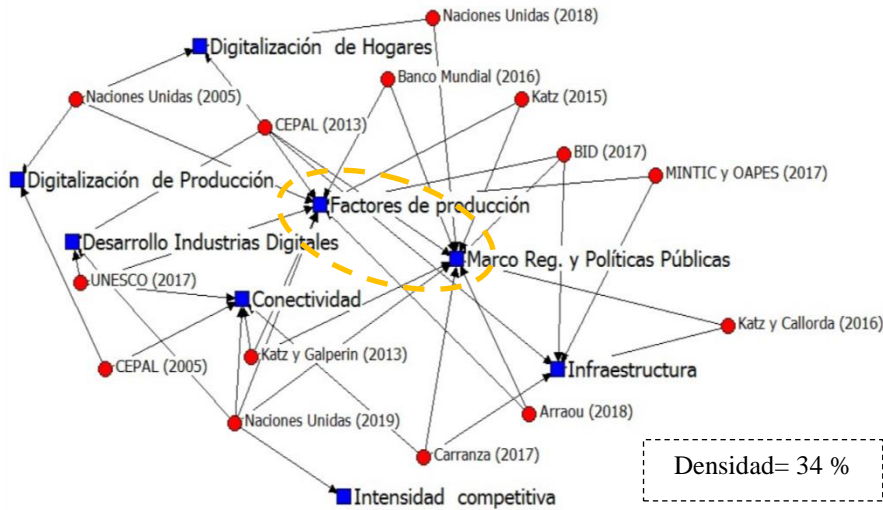 Naciones Unidas (2018)
Digitalización de Hogares
Banco Mundial (2016)
Naciones Unidas (2005)
Katz (2015)
CEPAL (2013)
BID (2017)
MINTIC y OAPES (2017)
Digitalización de Producción
Factores de producción
Desarrollo Industrias Digitales
Marco Reg. y Políticas Públicas
UNESCO (2017)
Conectividad
Katz y Callorda (2016)
Katz y Galperin (2013)
CEPAL (2005)
Infraestructura
Arraou (2018)
Naciones Unidas (2019)
Carranza (2017)
Densidad= 34 %
Intensidad competitiva